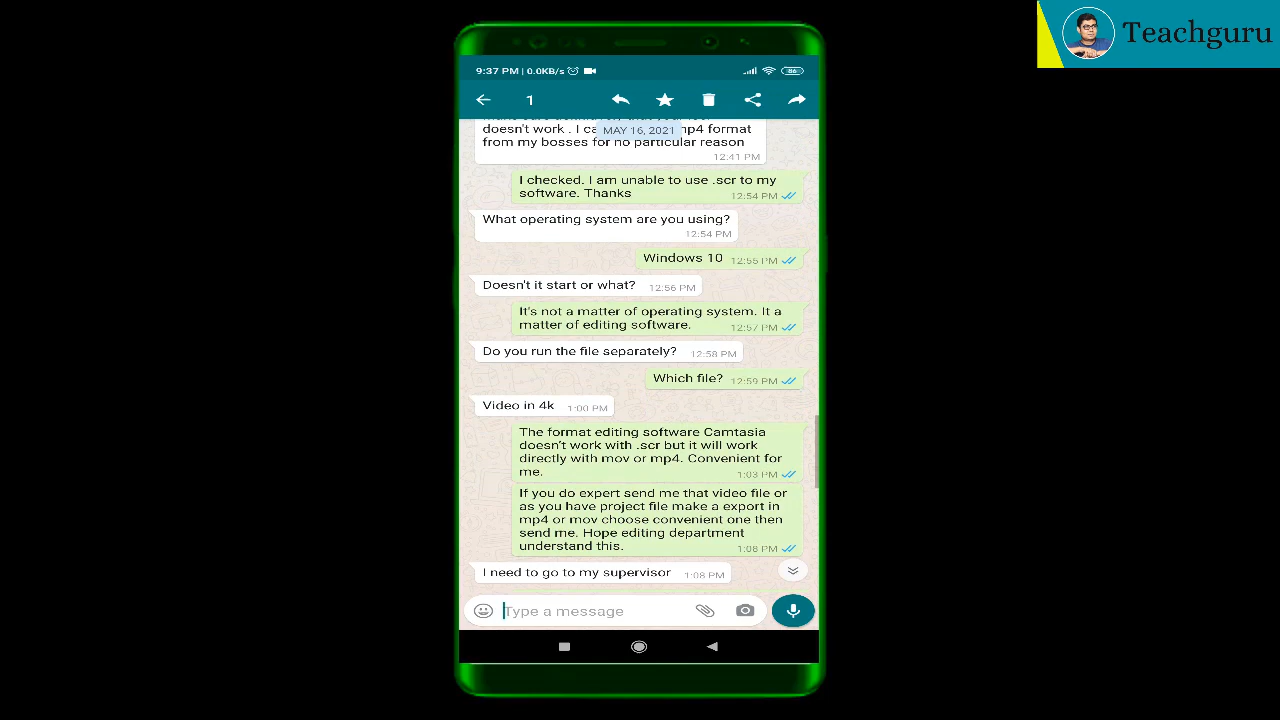 Teachguru
9:37 PM | 0.0KB/s
86
1
MAY 16, 2021
doesn't work . I ca mp4 format
from my bosses for no particular reason
12:41 PM
I checked. I am unable to use .scr to my
software. Thanks
12:54 PM
What operating system are you using?
12:54 PM
Windows 10 12:56 PM
Doesn't it start or what? 12:56 PM
It's not a matter of operating system. It a
matter of editing software.
12:57 PM
Do you run the file separately? 12:58 PM
Which file? 12:59 PM
Video in 4k 1:00 PM
The format editing software Camtasia
doesn't work with .scr but it will work
directly with mov or mp4. Convenient for
me.
1:03 PM
If you do expert send me that video file or
as you have project file make a export in
mp4 or mov choose convenient one then
send me. Hope editing department
understand this.
1:08 PM
I need to go to my supervisor 1:08 PM
Type a message